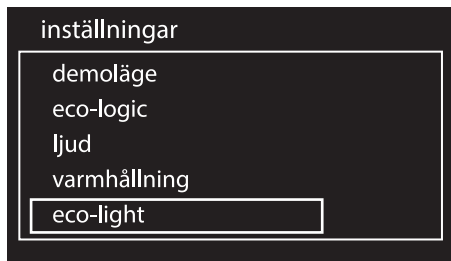 inställningar
demoläge
eco-logic
ljud
varmhållning
eco-light